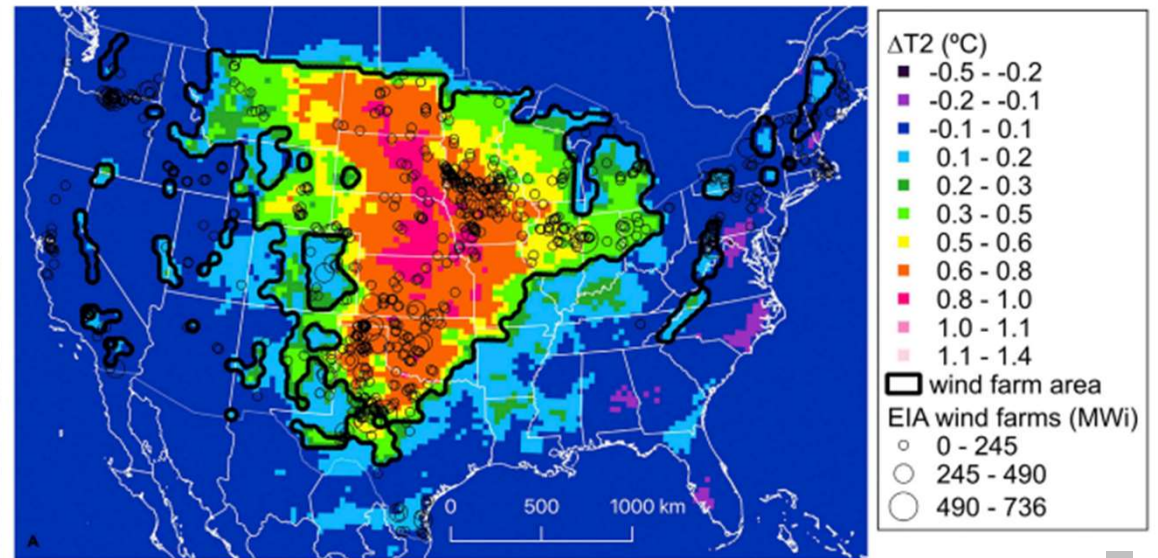 ΔT2 (ºC)
-0.5 - -0.2
-0.2 - -0.1
-0.1 - 0.1
0.1 - 0.2
0.2 - 0.3
0.3 - 0.5
0.5 - 0.6
0.6 - 0.8
0.8 - 1.0
1.0 - 1.1
1.1 - 1.4
wind farm area
EIA wind farms (MWi)
0 - 245
245 - 490
490 - 736
0 500 1000 km
A